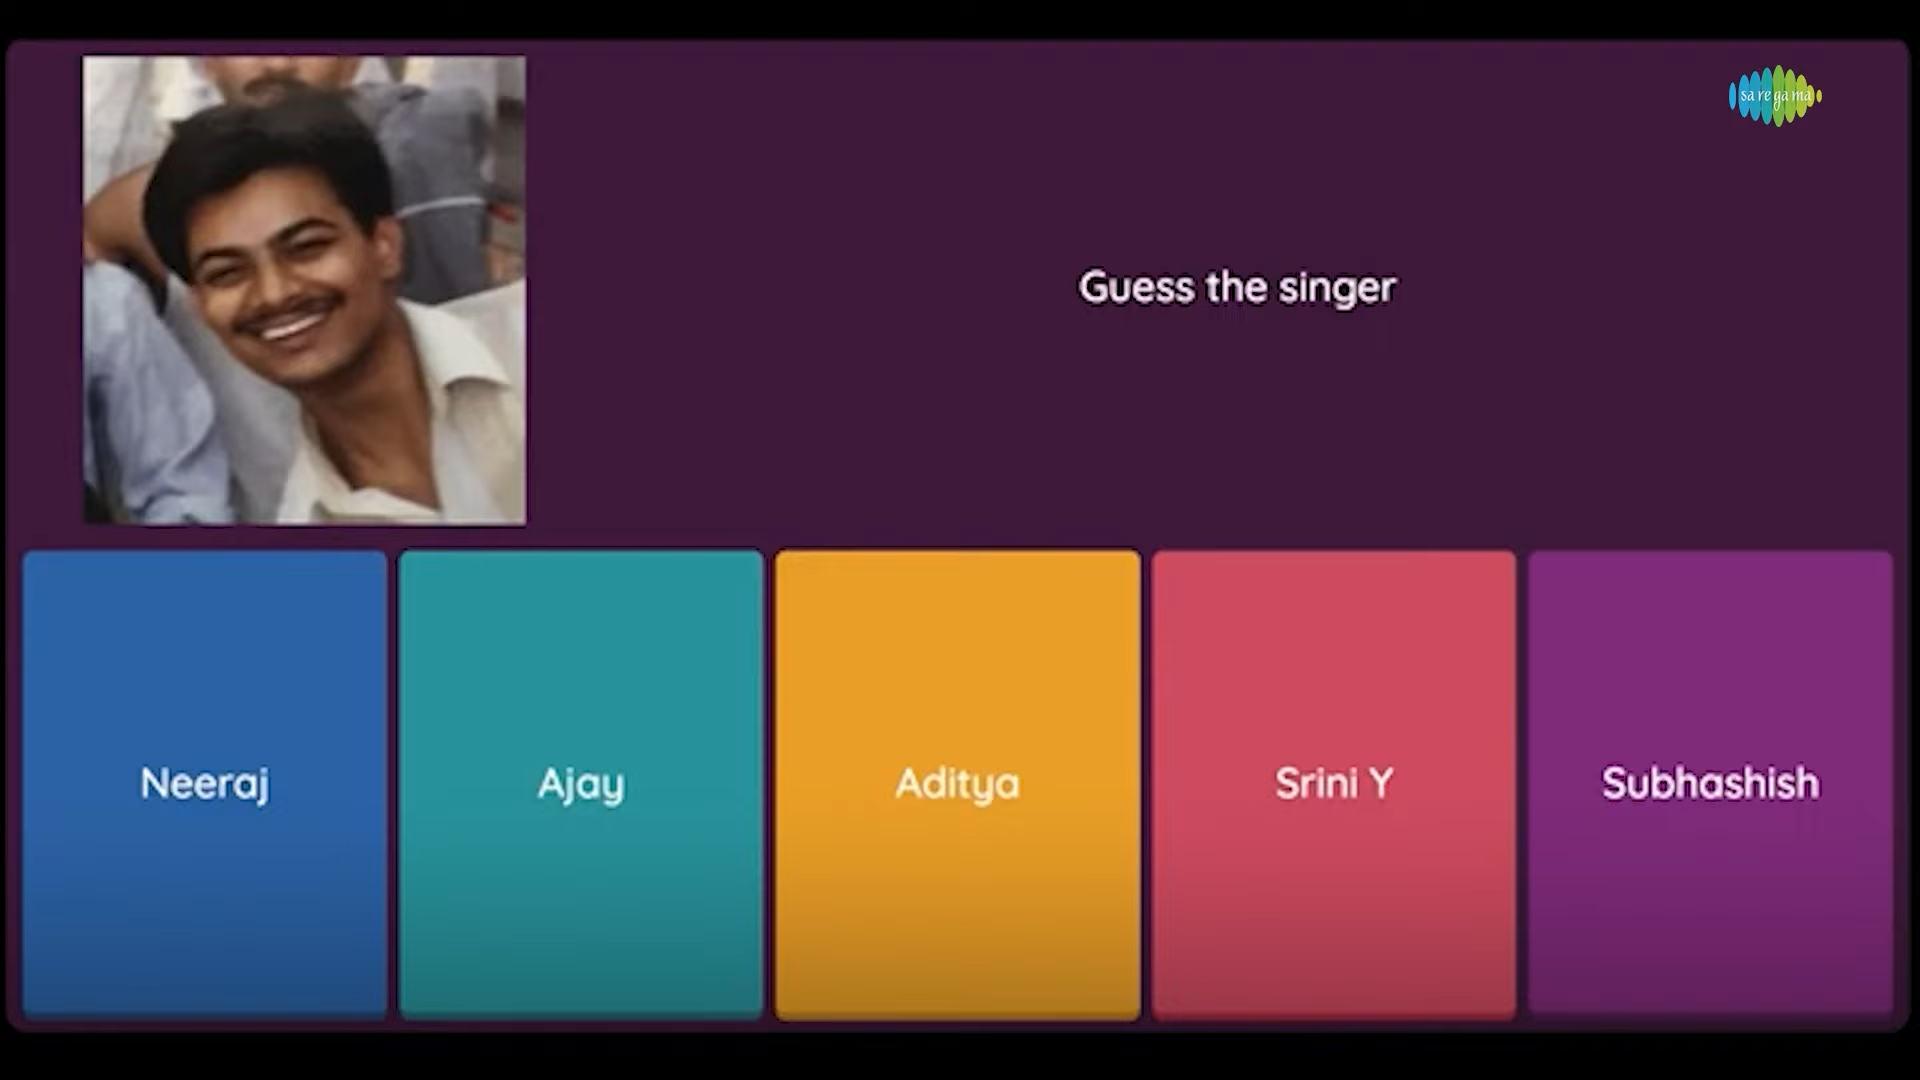 sa re ga ma
Guess the singer
Neeraj
Ajay
Aditya
Srini Y
Subhashish